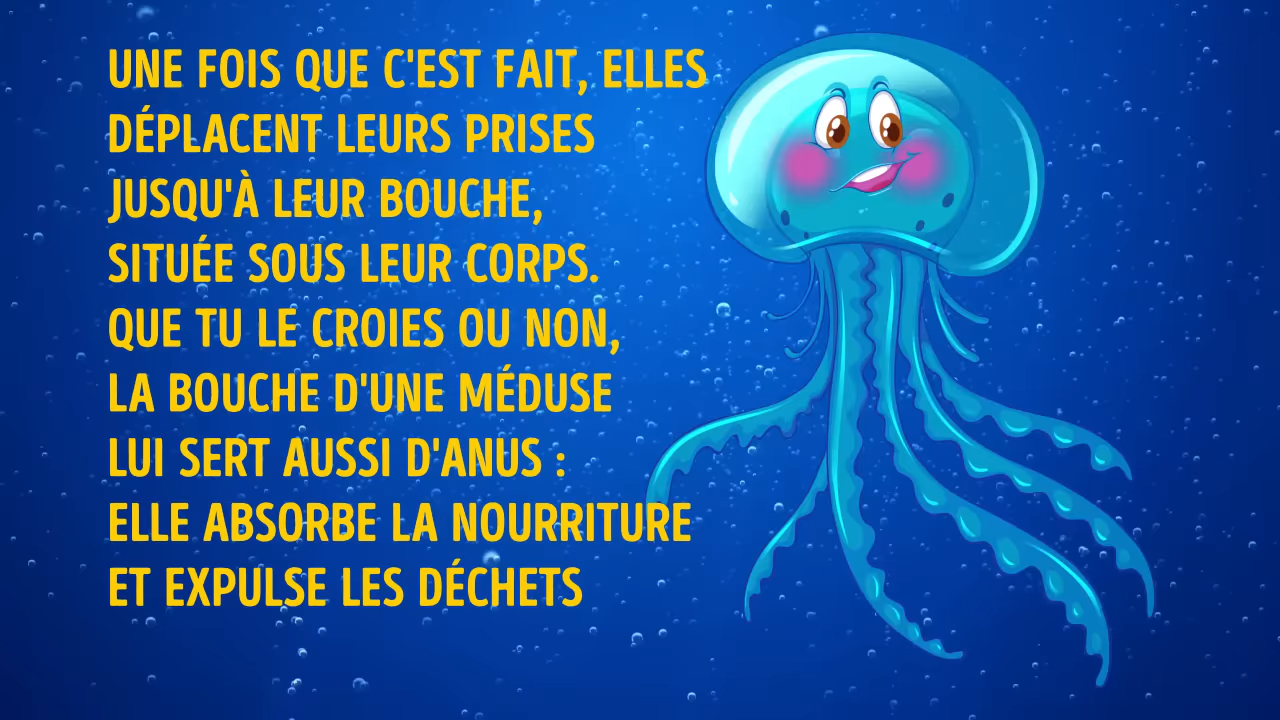 UNE FOIS QUE C'EST FAIT, ELLES
DÉPLACENT LEURS PRISES
JUSQU'À LEUR BOUCHE,
SITUÉE SOUS LEUR CORPS.
QUE TU LE CROIES OU NON,
LA BOUCHE D'UNE MÉDUSE
LUI SERT AUSSI D'ANUS :
ELLE ABSORBE LA NOURRITURE
ET EXPULSE LES DÉCHETS